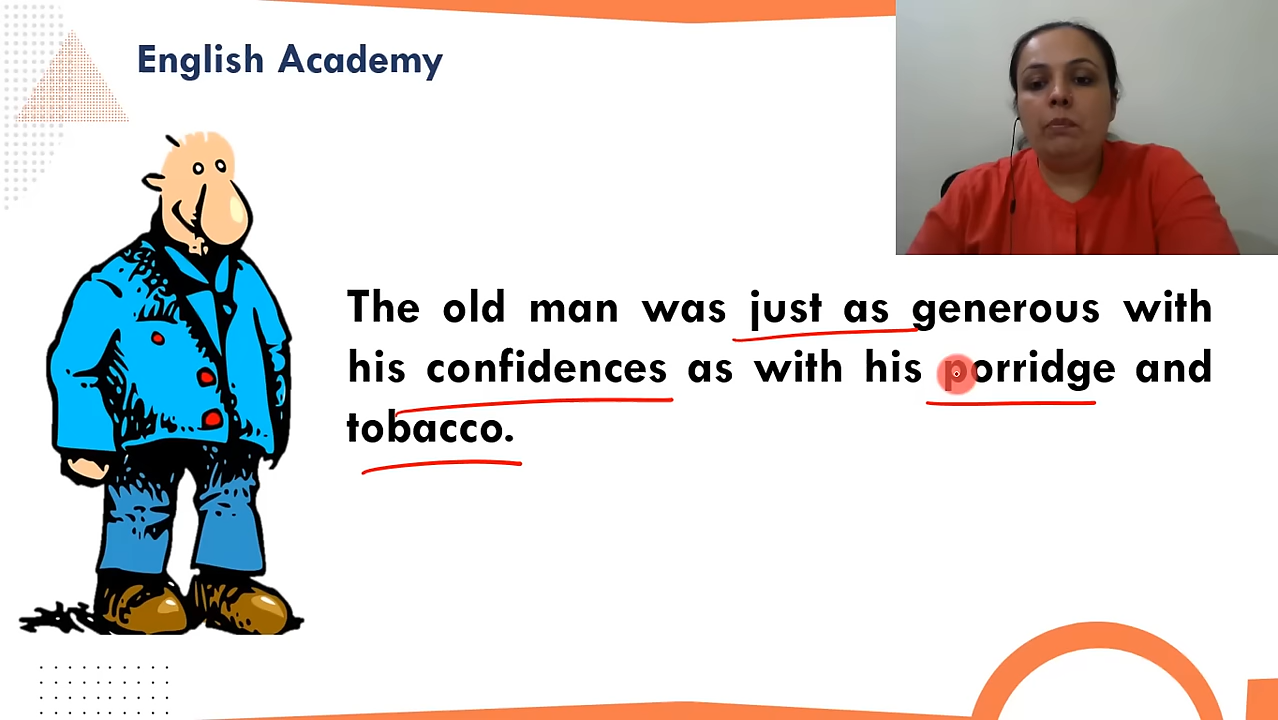 English Academy
The old man was just as generous with
his confidences as with his porridge and
tobacco.